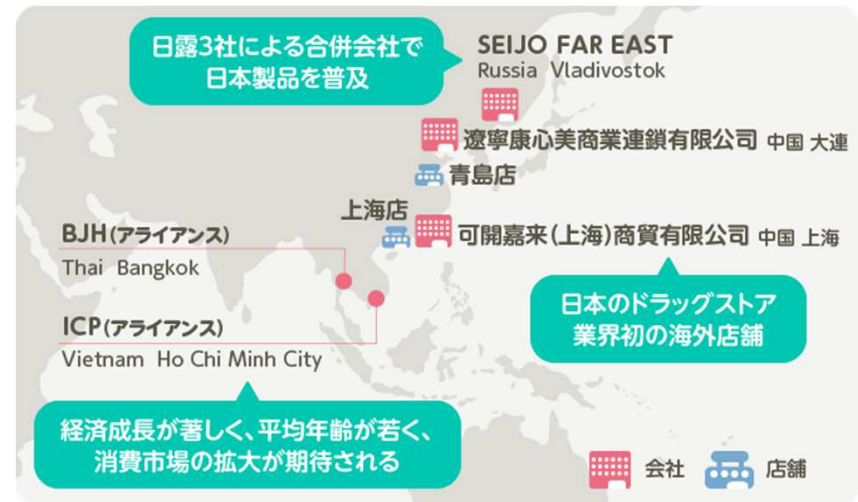 日露3社による合併会社で
日本製品を普及
SEIJO FAR EAST
Russia Vladivostok
遼寧康心美商業連鎖有限公司 中国 大連
青島店
上海店
可開嘉来(上海)商貿有限公司 中国 上海
BJH(アライアンス)
Thai Bangkok
日本のドラッグストア
業界初の海外店舗
ICP(アライアンス)
Vietnam Ho Chi Minh City
経済成長が著しく、平均年齢が若く、
消費市場の拡大が期待される
会社
店舗